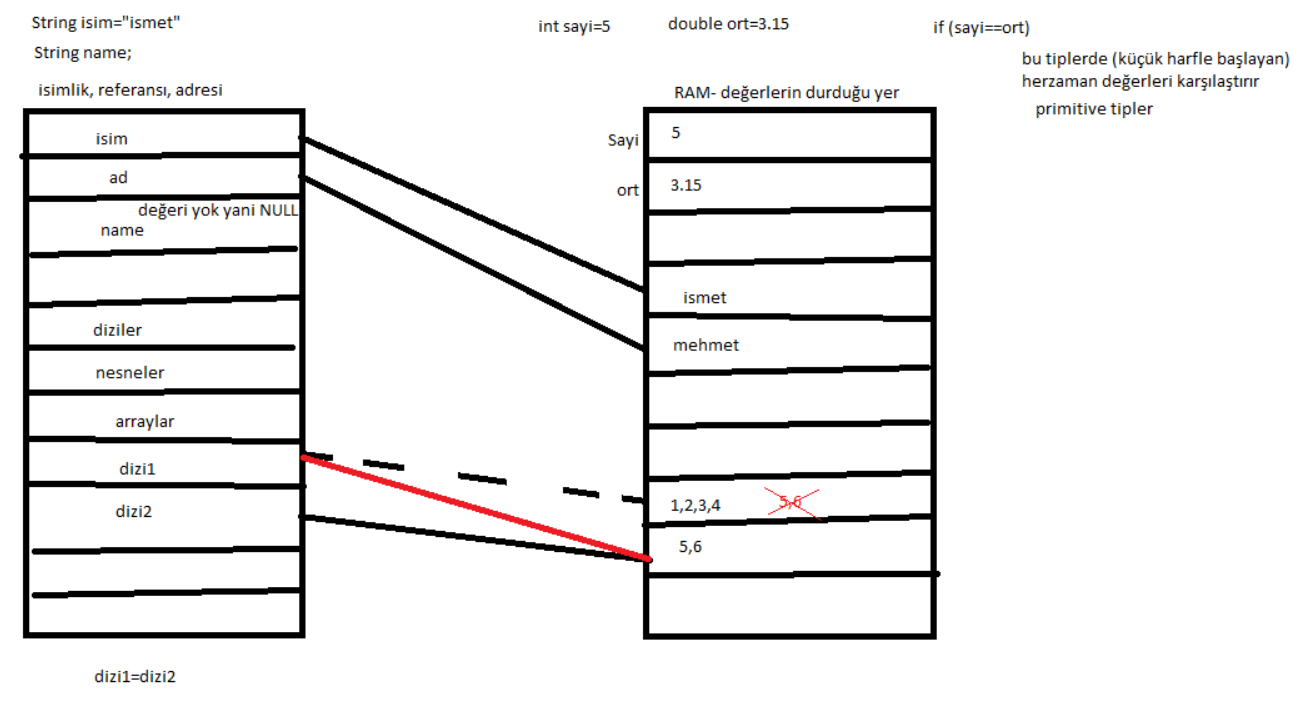 String isim="ismet"
int sayi=5
double ort=3.15
if (sayi==ort)
String name;
bu tiplerde (küçük harfle başlayan)
herzaman değerleri karşılaştırır
primitive tipler
isimlik, referansı, adresi
RAM- değerlerin durduğu yer
isim
ad
değeri yok yani NULL
name
diziler
nesneler
arraylar
dizi1
dizi2
Sayi
5
ort
3.15
ismet
mehmet
1,2,3,4
5,6
5,6
dizi1=dizi2